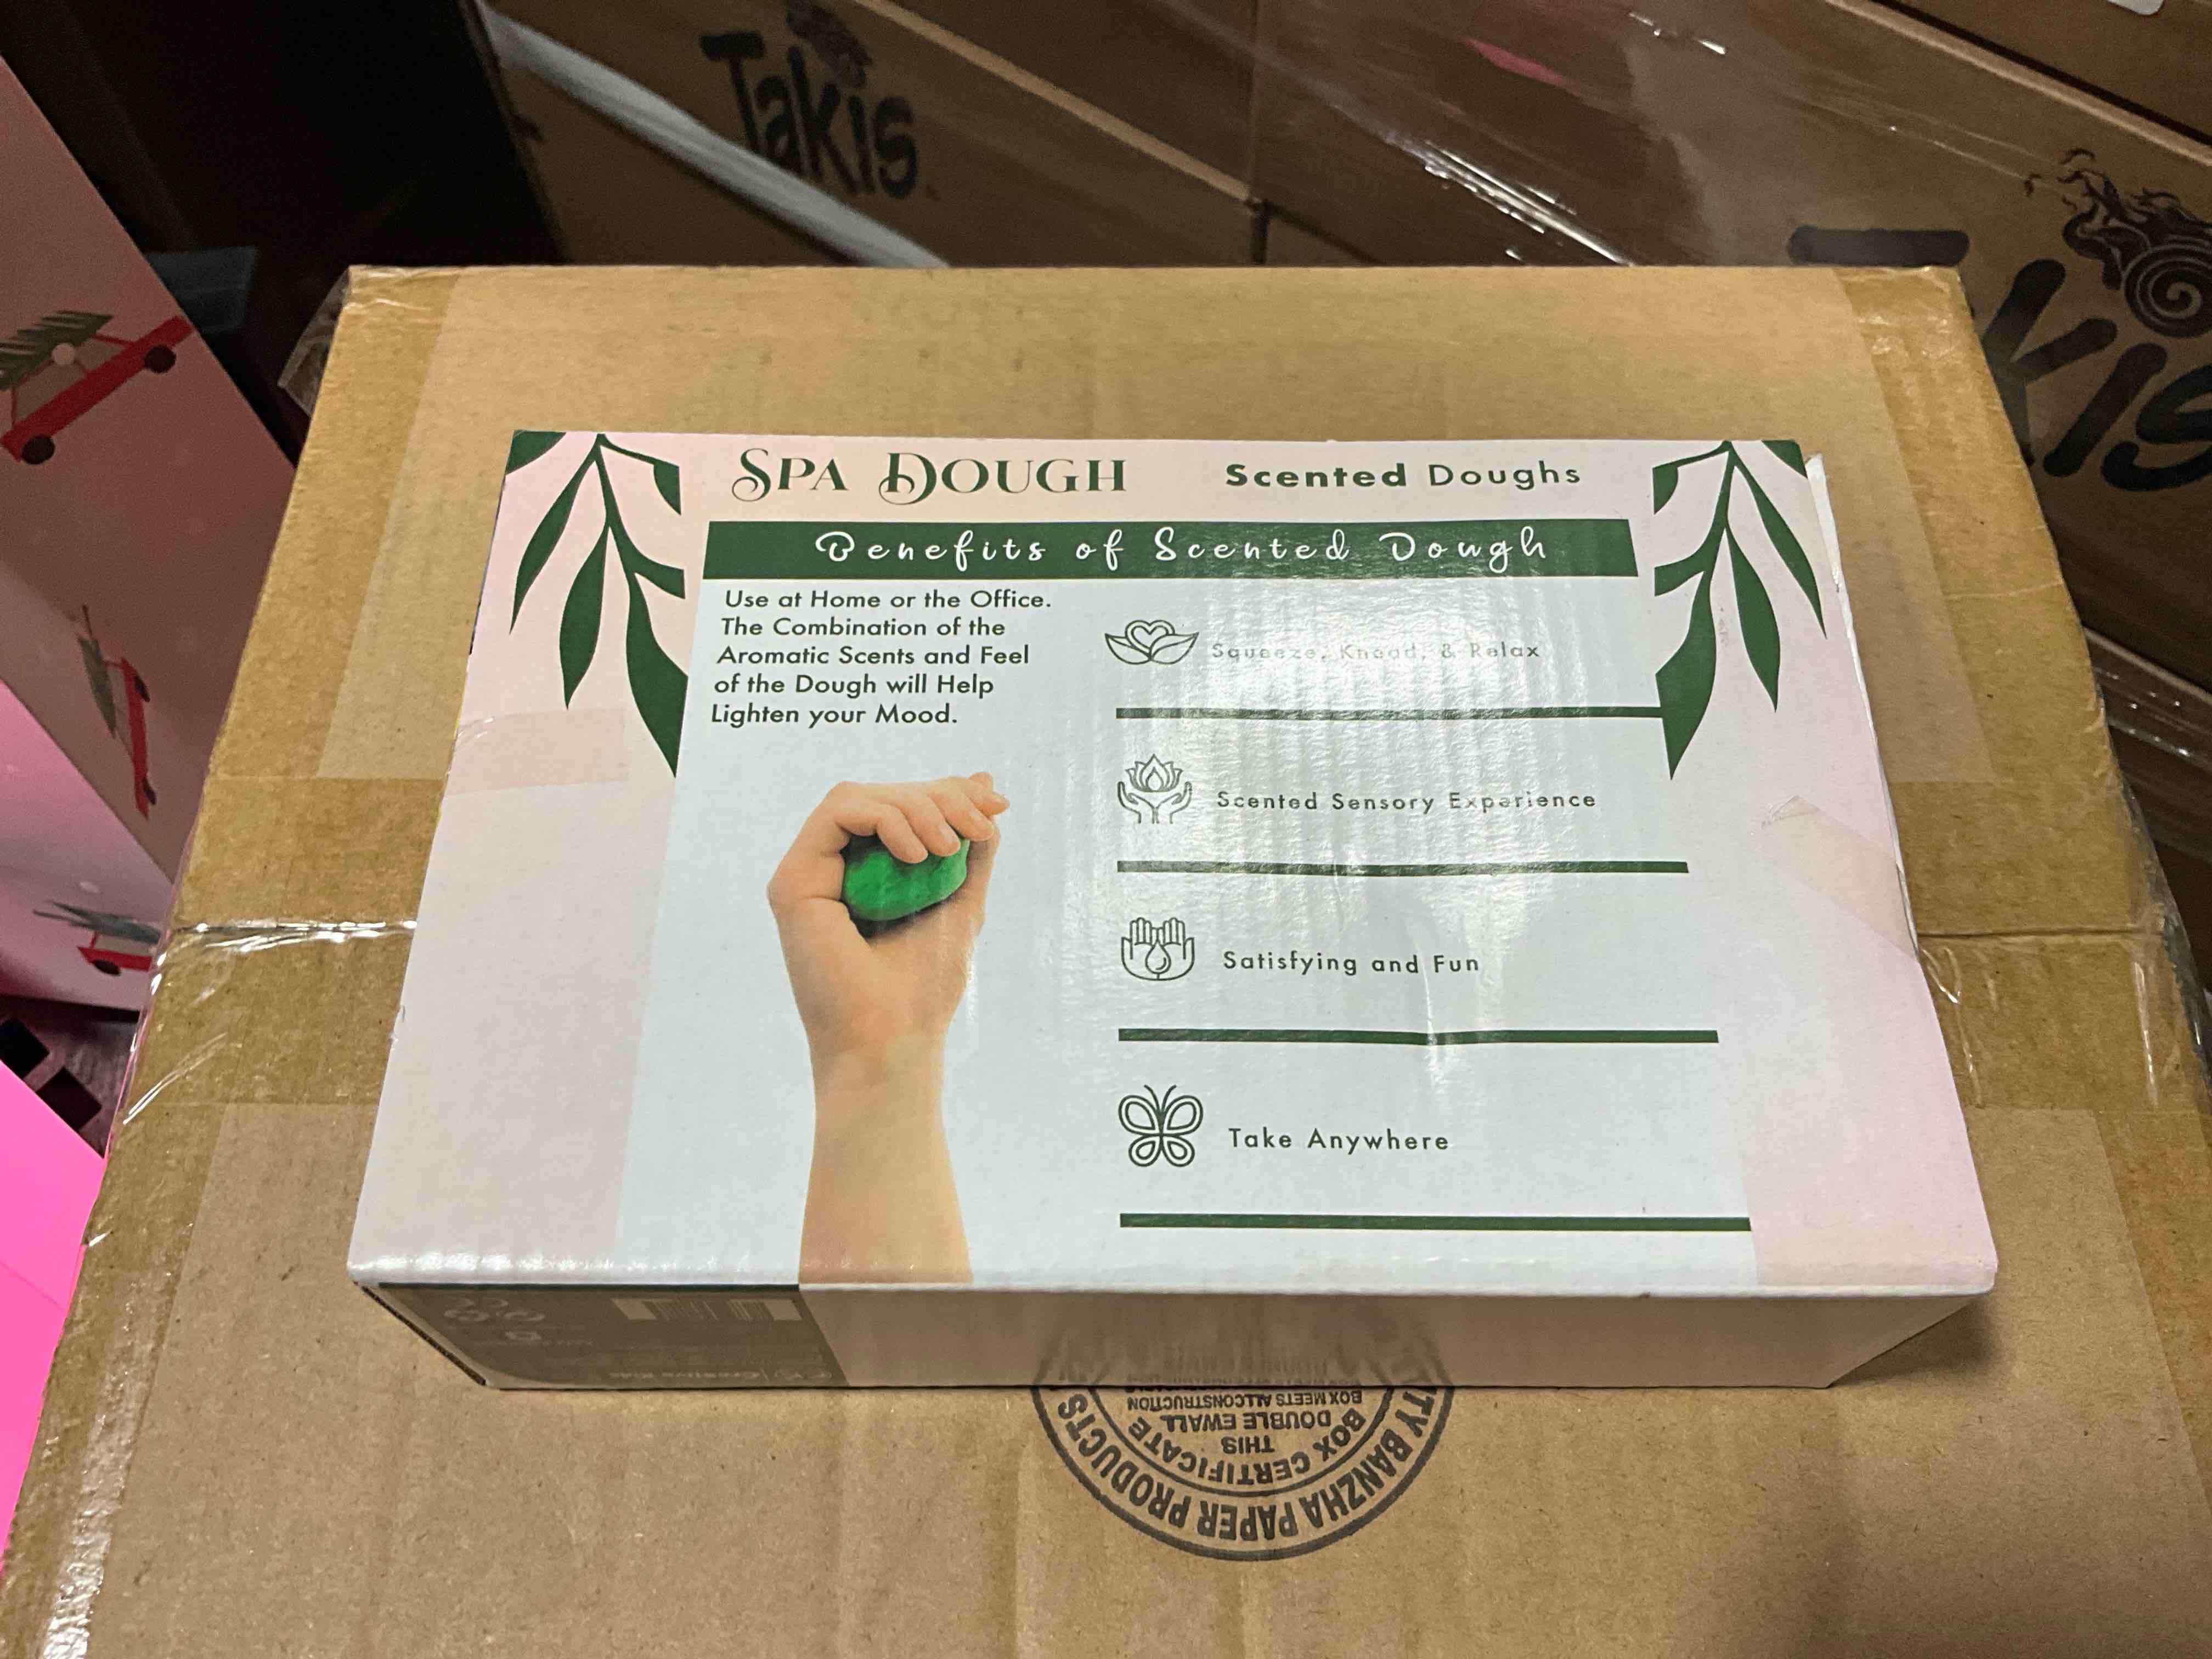 Takis
Takis
SPA DOUGH
Scented Doughs
Benefits of Scented Dough
Use at Home or the Office.
The Combination of the
Aromatic Scents and Feel
of the Dough will Help
Lighten your Mood.
Squeeze, Knead, & Relax
Scented Sensory Experience
Satisfying and Fun
Take Anywhere
BANZHA PAPER PRODUCTS
BOX CERTIFICATE
THIS
DOUBLE EWALL
BOX MEETS ALLCONSTRUCTION